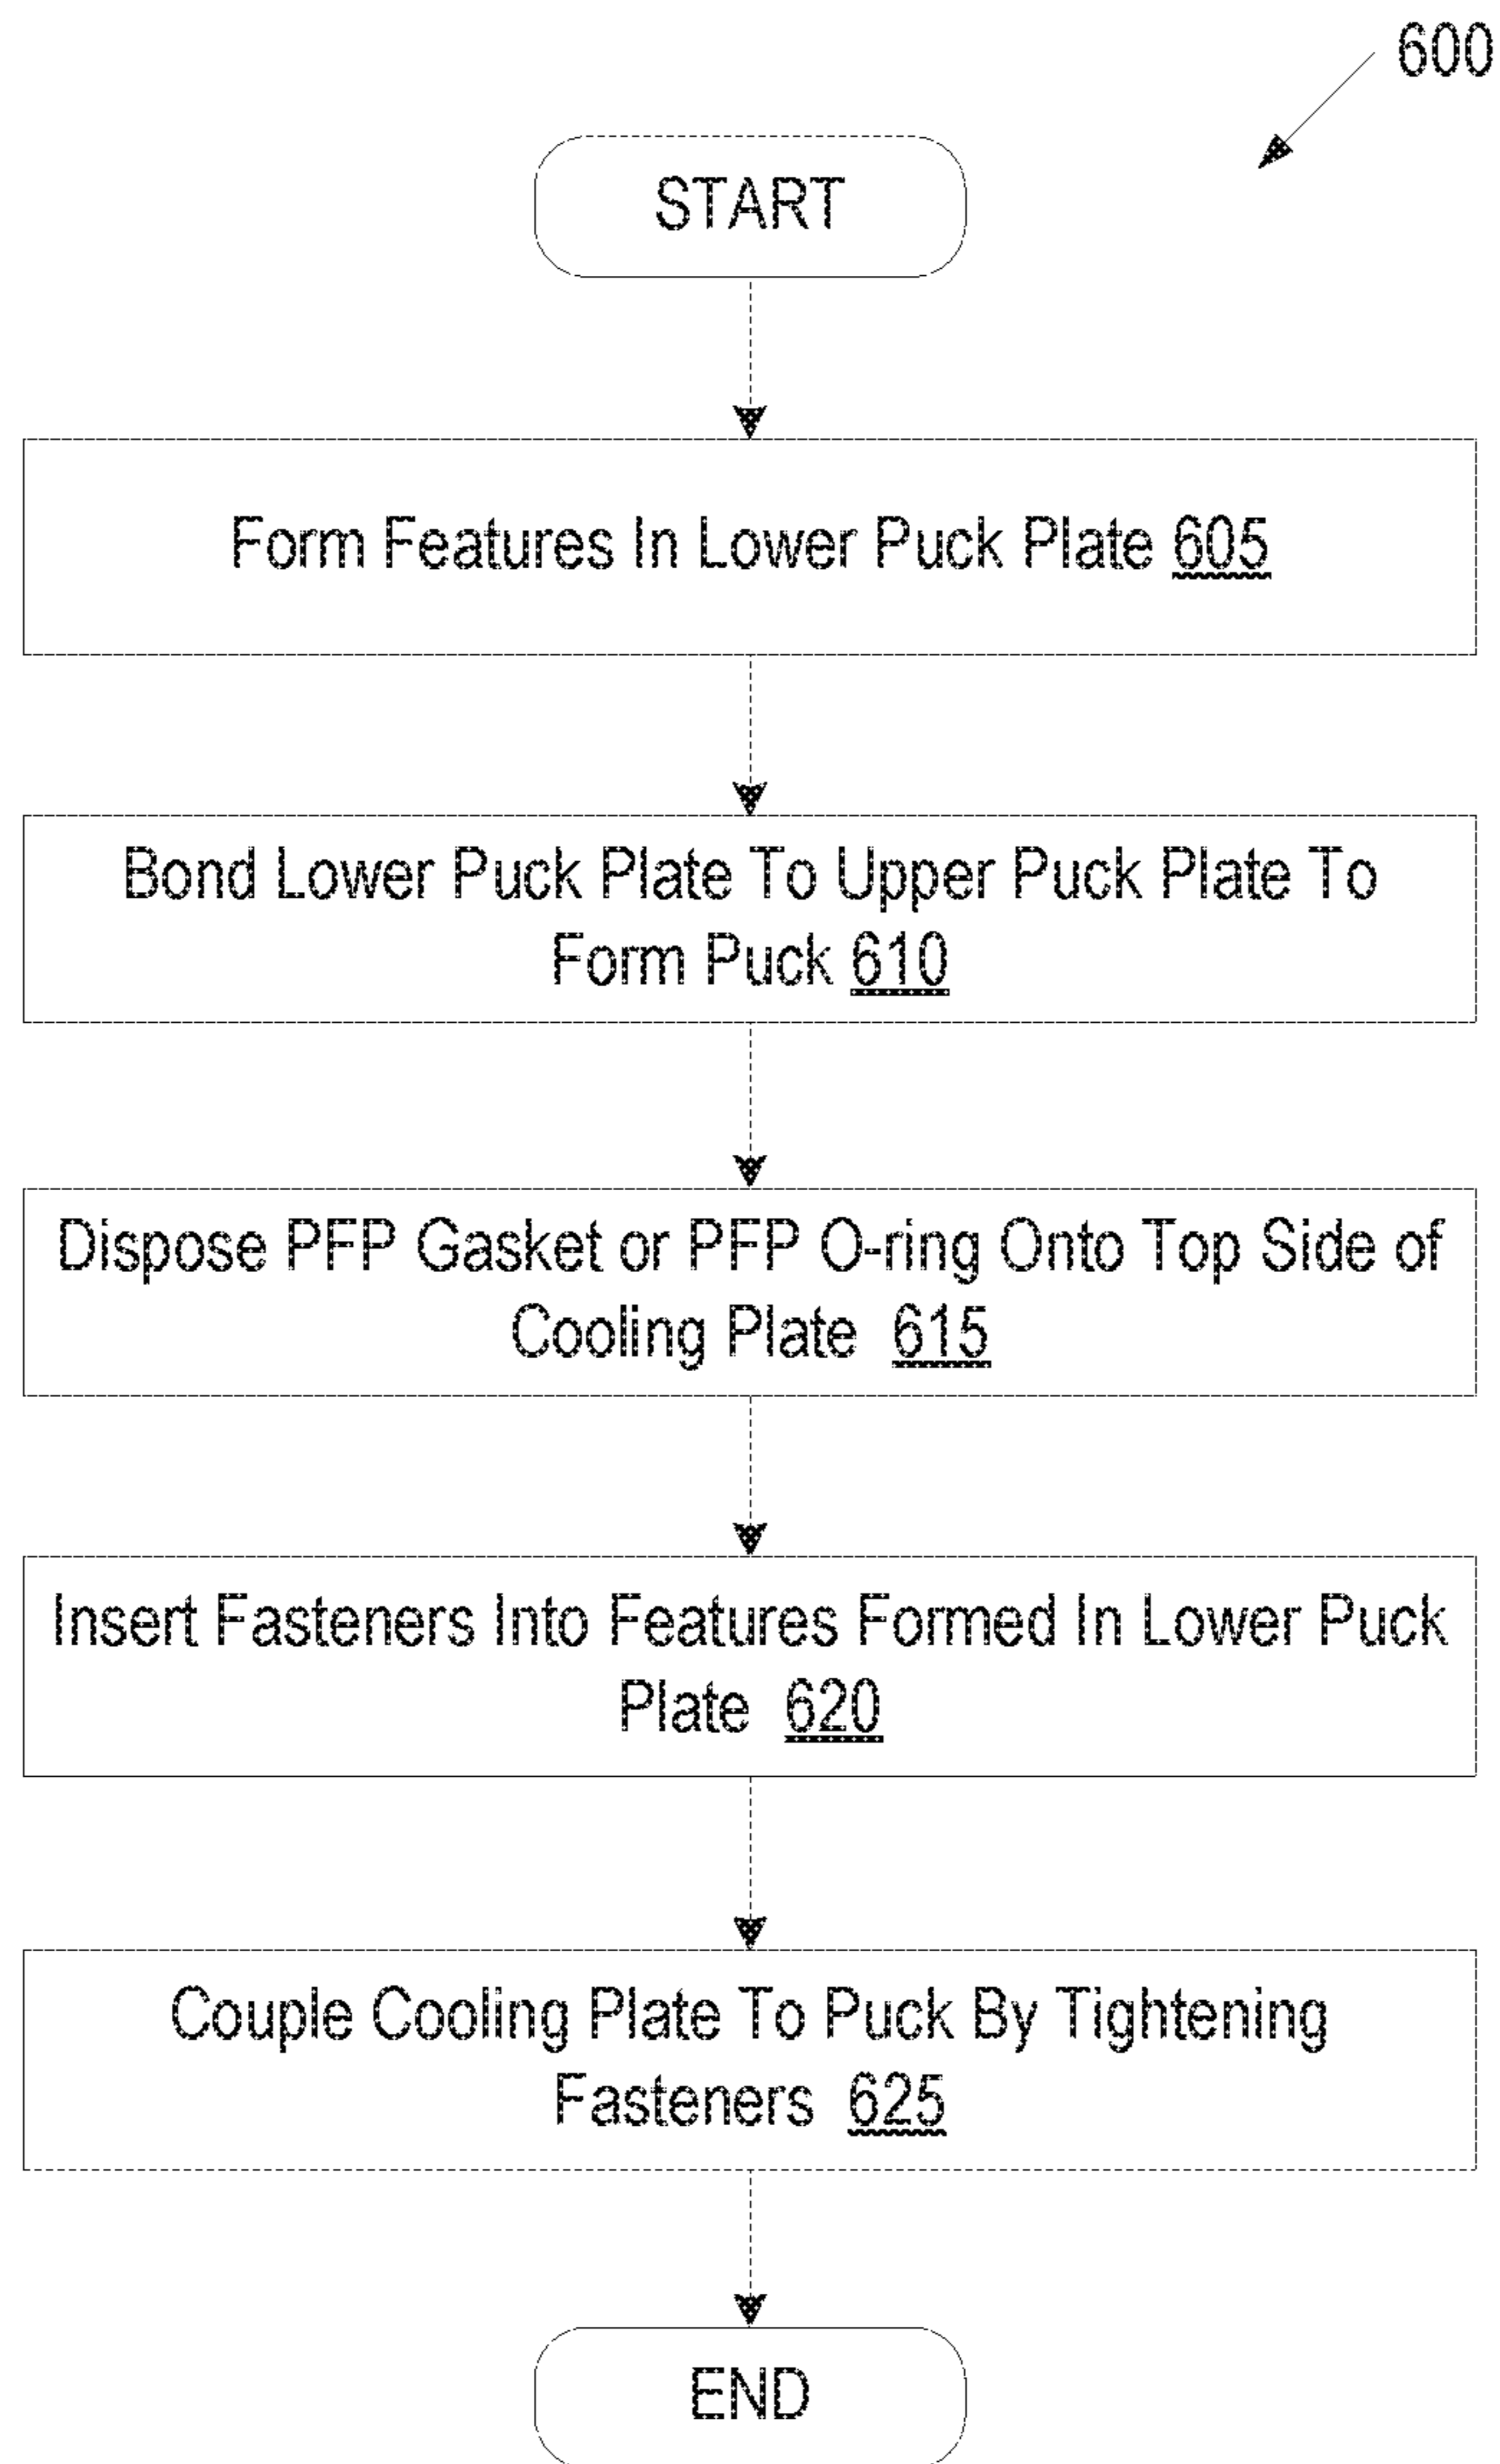 600
START
Form Features In Lower Puck Plate 605
Bond Lower Puck Plate To Upper Puck Plate To
Form Puck 610
Dispose PFP Gasket or PFP O-ring Onto Top Side of
Cooling Plate 615
Insert Fasteners Into Features Formed In Lower Puck
Plate 620
Couple Cooling Plate To Puck By Tightening
Fasteners 625
END